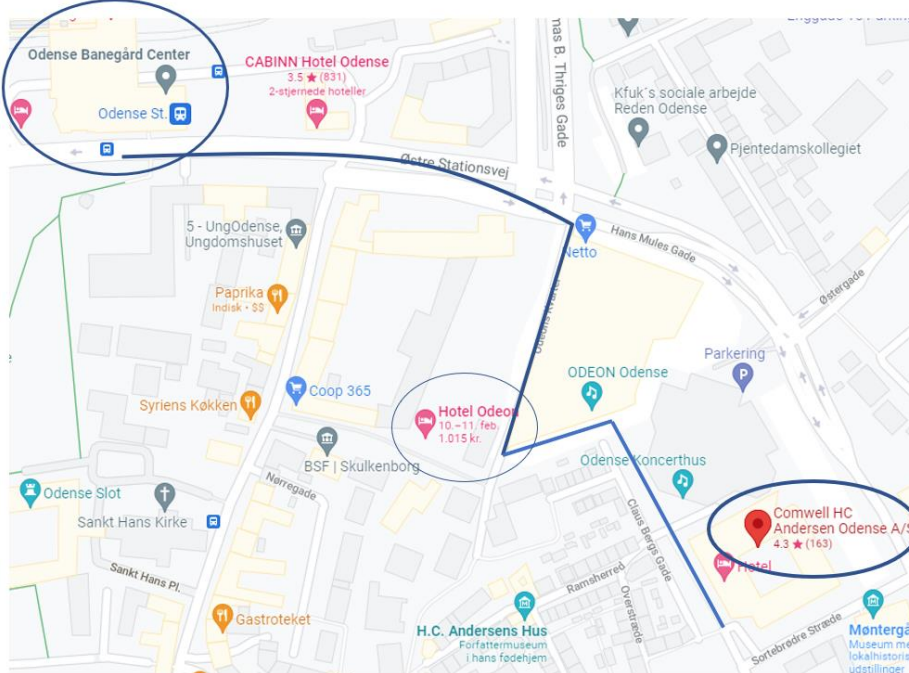 Odense Banegård Center
Odense St.
CABINN Hotel Odense
3.5 ★ (831)
2-stjernede hoteller
Thriges Gade
Kfuk´s sociale arbejde
Reden Odense
Pjentedamskollegiet
Østre Stationsvej
5 - UngOdense,
Ungdomshuset
Netto
Hans Mules Gade
Østergade
Paprika
Indisk • $$
Coop 365
Syriens Køkken
ODEON Odense
Parkering
P
Hotel Odeon
10.–11. feb.
1.015 kr.
BSF | Skulkenborg
Odense Koncerthus
Nørregade
Odense Slot
Sankt Hans Kirke
Comwell HC
Andersen Odense A/S
4.3 ★ (163)
Hotel
Claus Bergs Gade
Ramsherred
Overstræde
Sankt Hans Pl.
Gastroteket
H.C. Andersens Hus
Forfattermuseum
i hans fødehjem
Sortebrødre Stræde
Museum
udstillinger